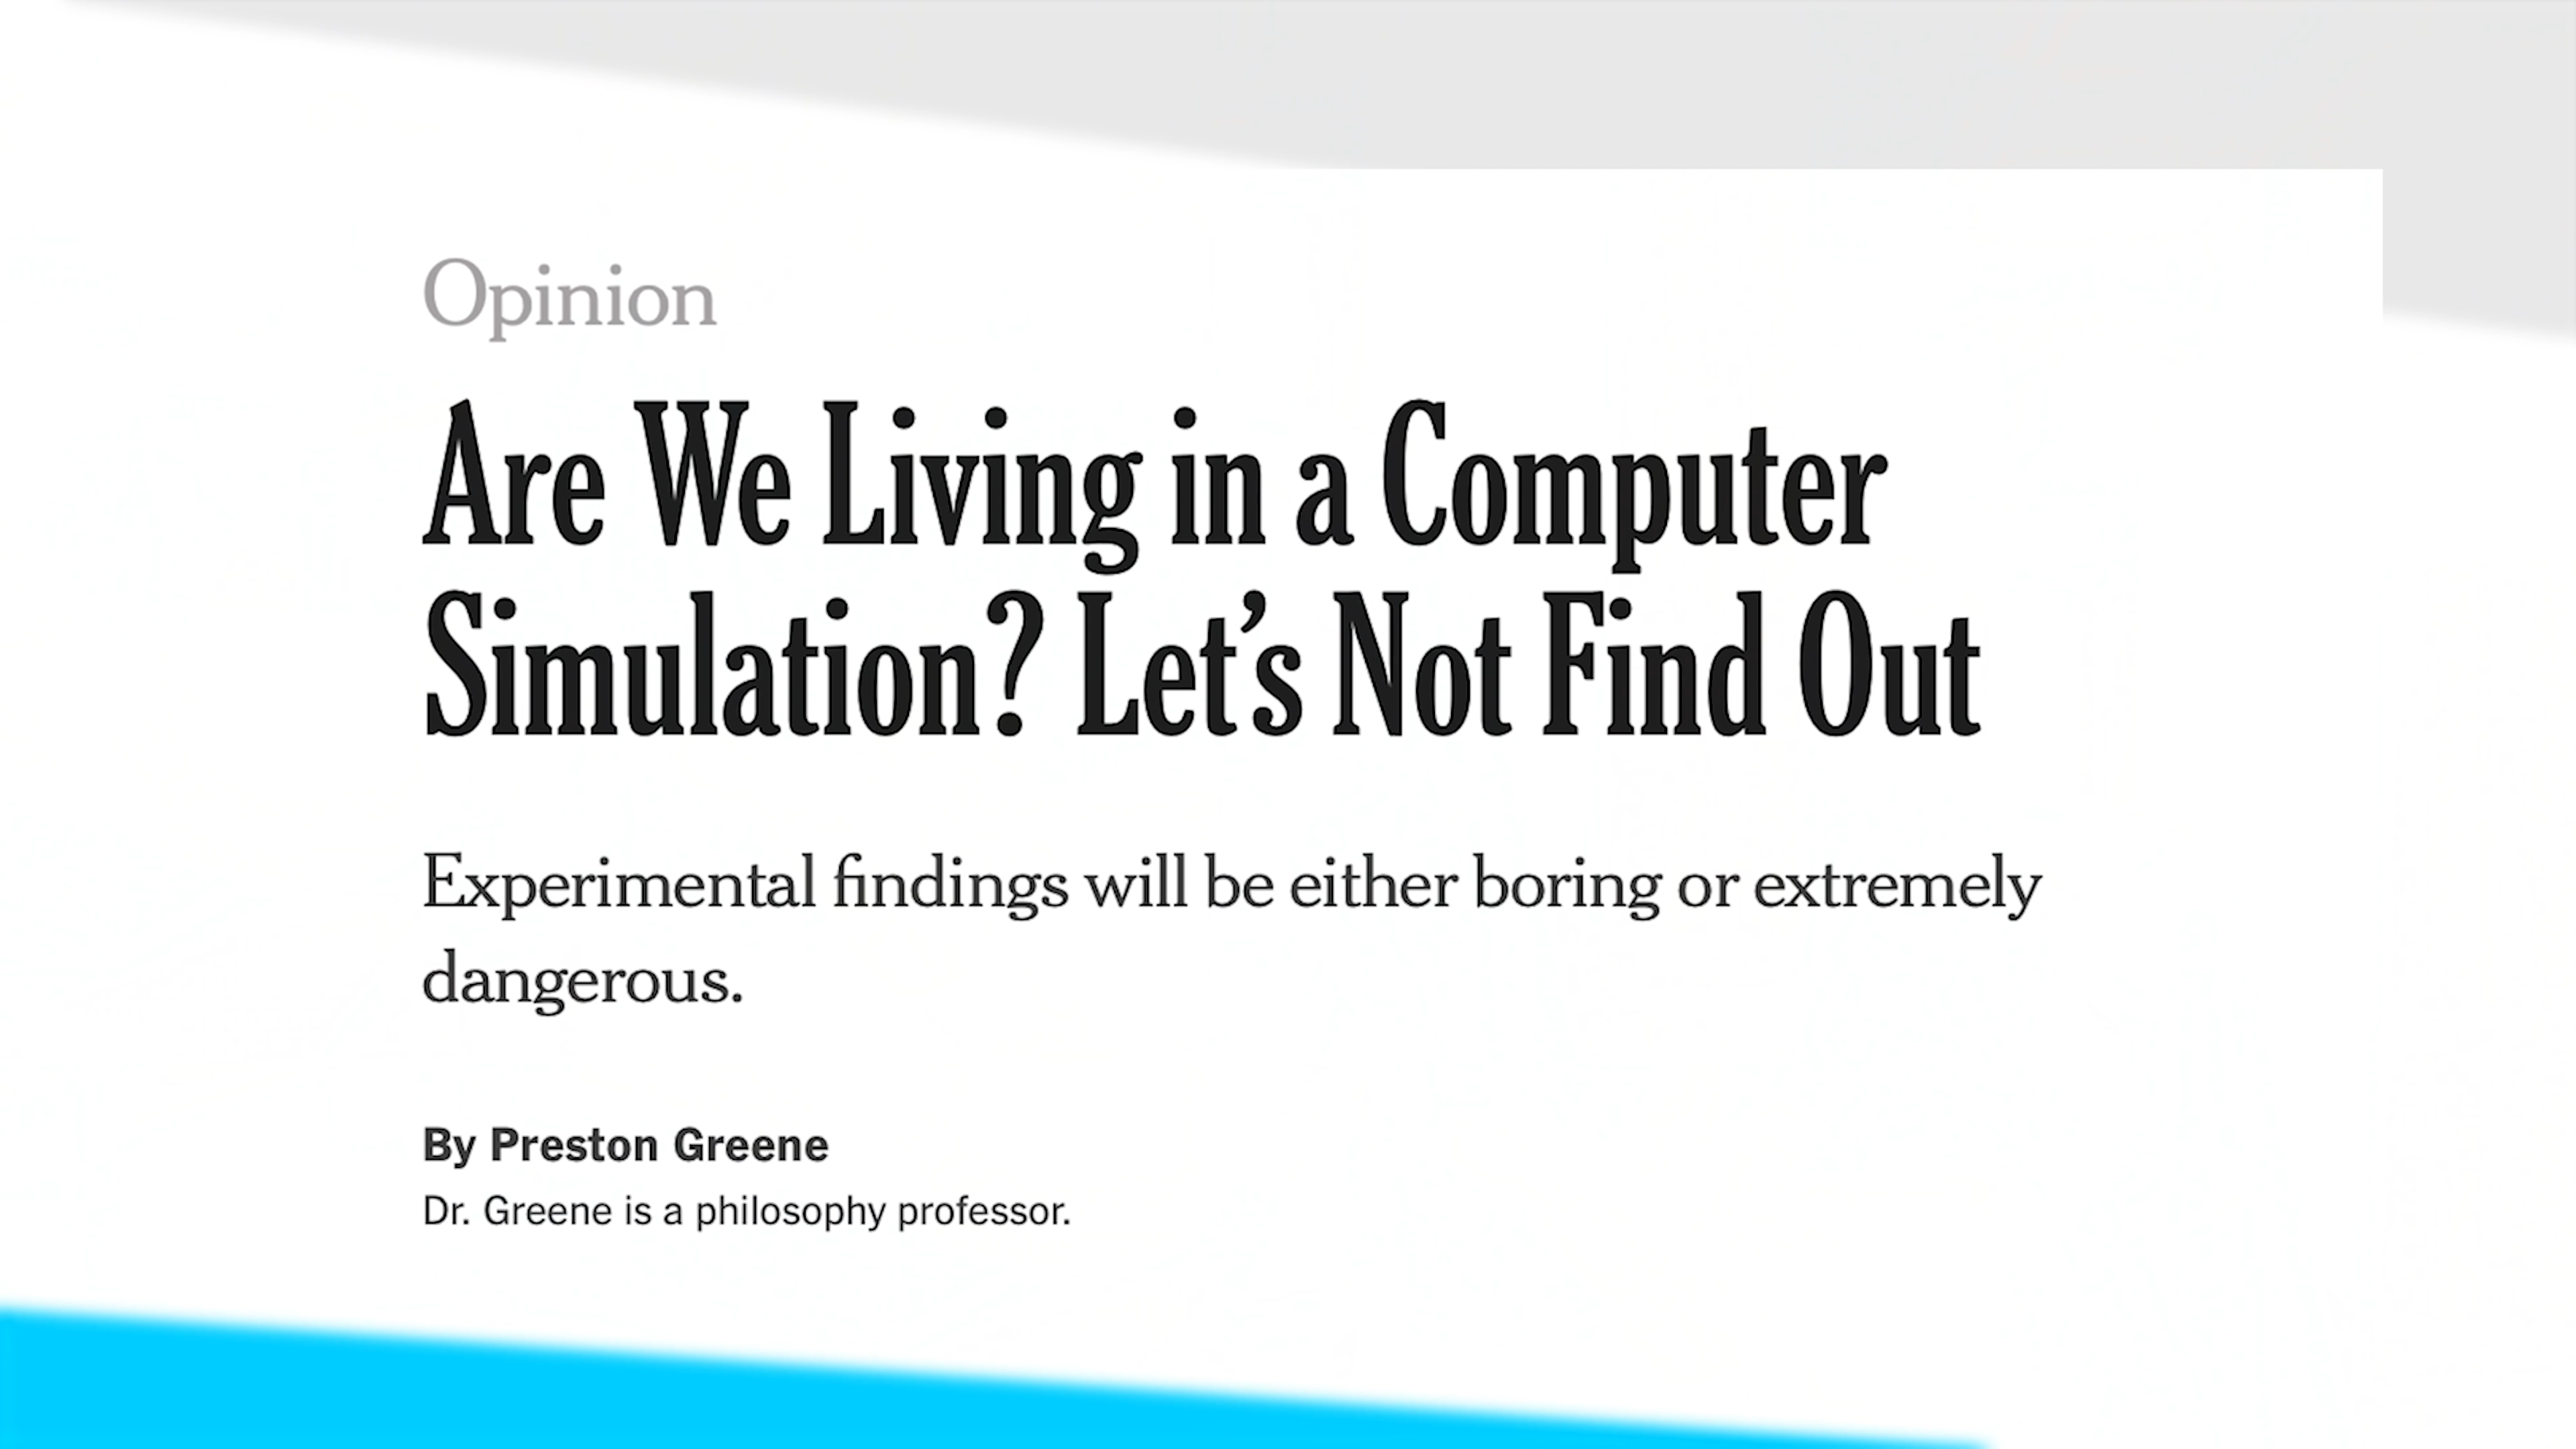 Opinion
Are We Living in a Computer
Simulation? Let’s Not Find Out
Experimental findings will be either boring or extremely
dangerous.
By Preston Greene
Dr. Greene is a philosophy professor.